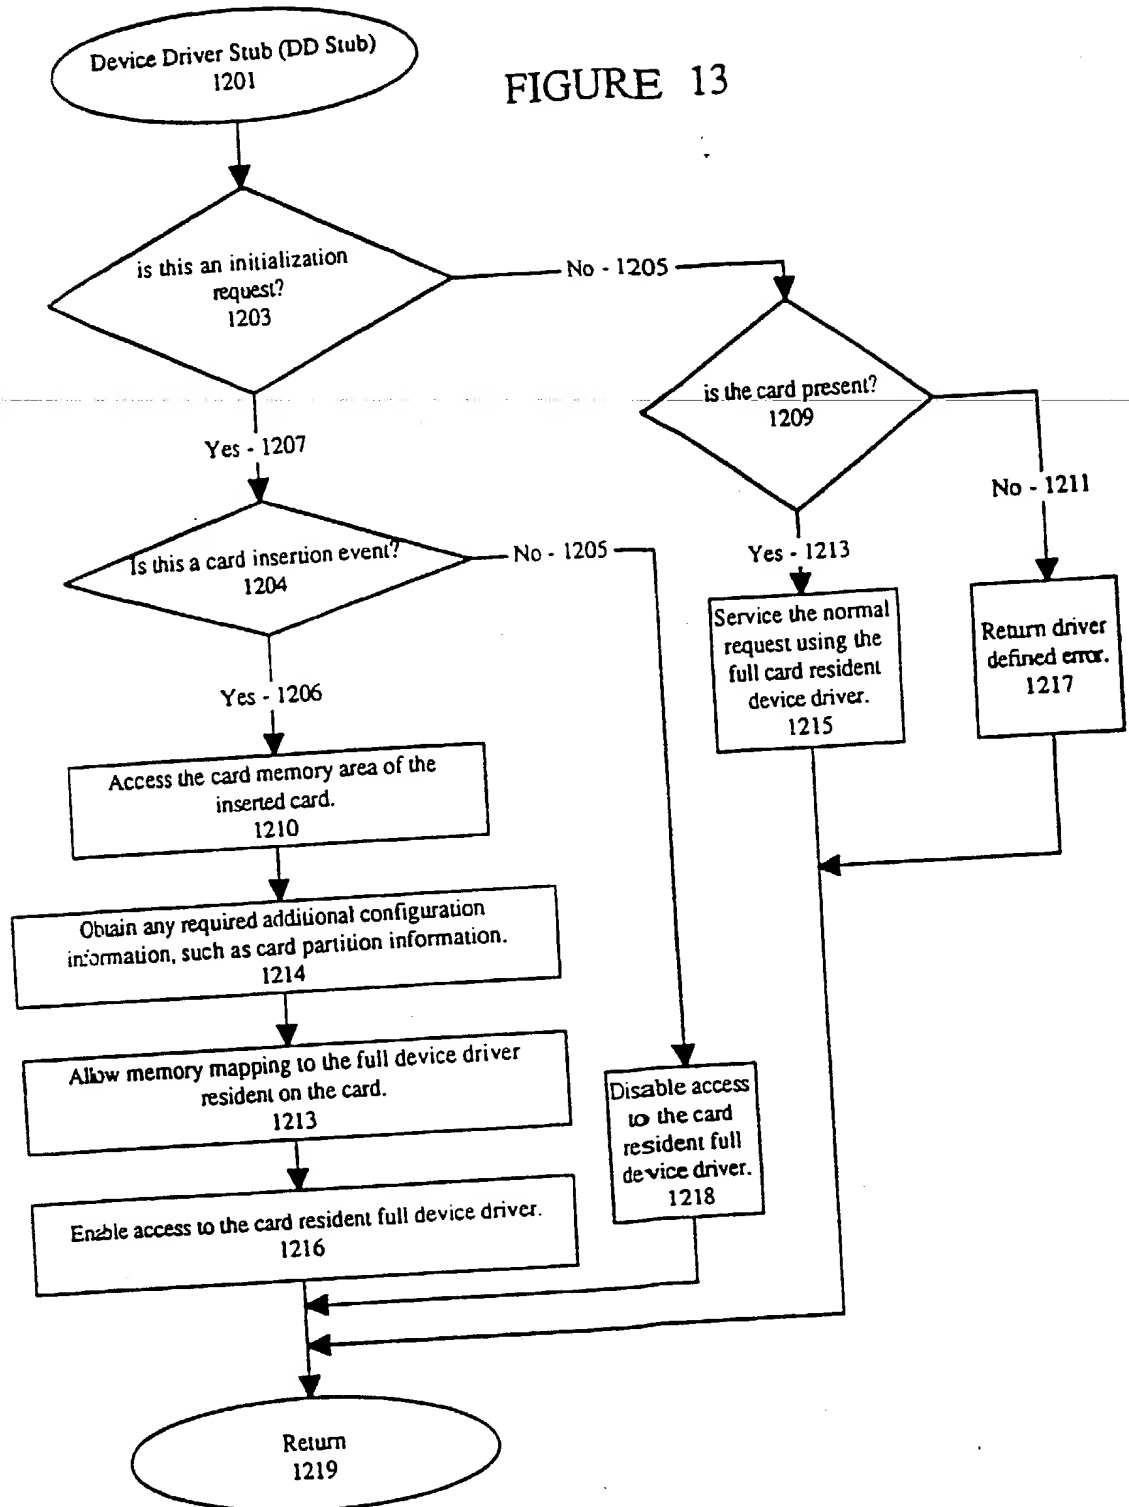 Device Driver Stub (DD Stub)
1201
FIGURE 13
is this an initialization
request?
1203
No - 1205
is the card present?
1209
Yes - 1207
No - 1211
Is this a card insertion event?
1204
No - 1205
Yes - 1213
Service the normal
request using the
full card resident
device driver.
1215
Return driver
defined error.
1217
Yes - 1206
Access the card memory area of the
inserted card.
1210
Obtain any required additional configuration
information, such as card partition information.
1214
Allow memory mapping to the full device driver
resident on the card.
1213
Disable access
to the card
resident full
device driver.
1218
Enable access to the card resident full device driver.
1216
Return
1219